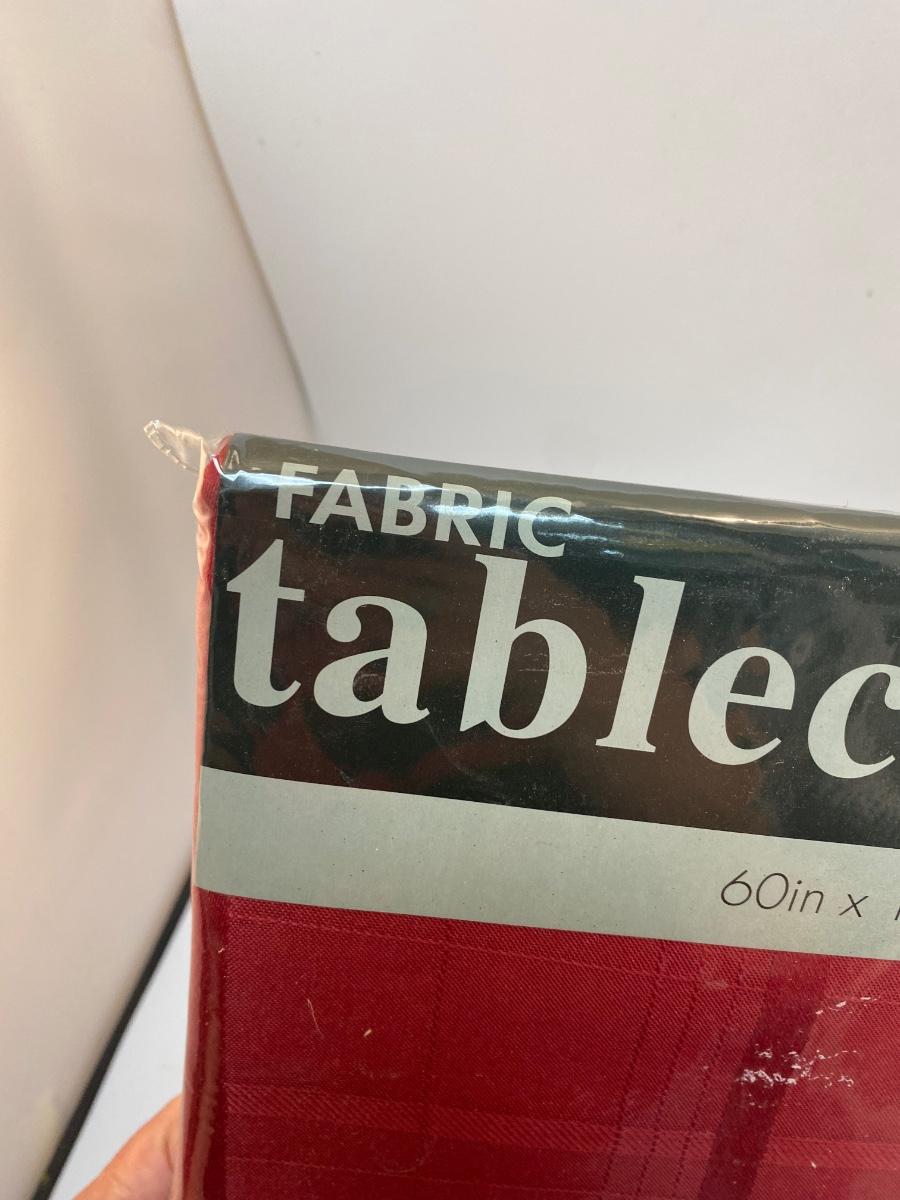 FABRIC
tablec
60in x